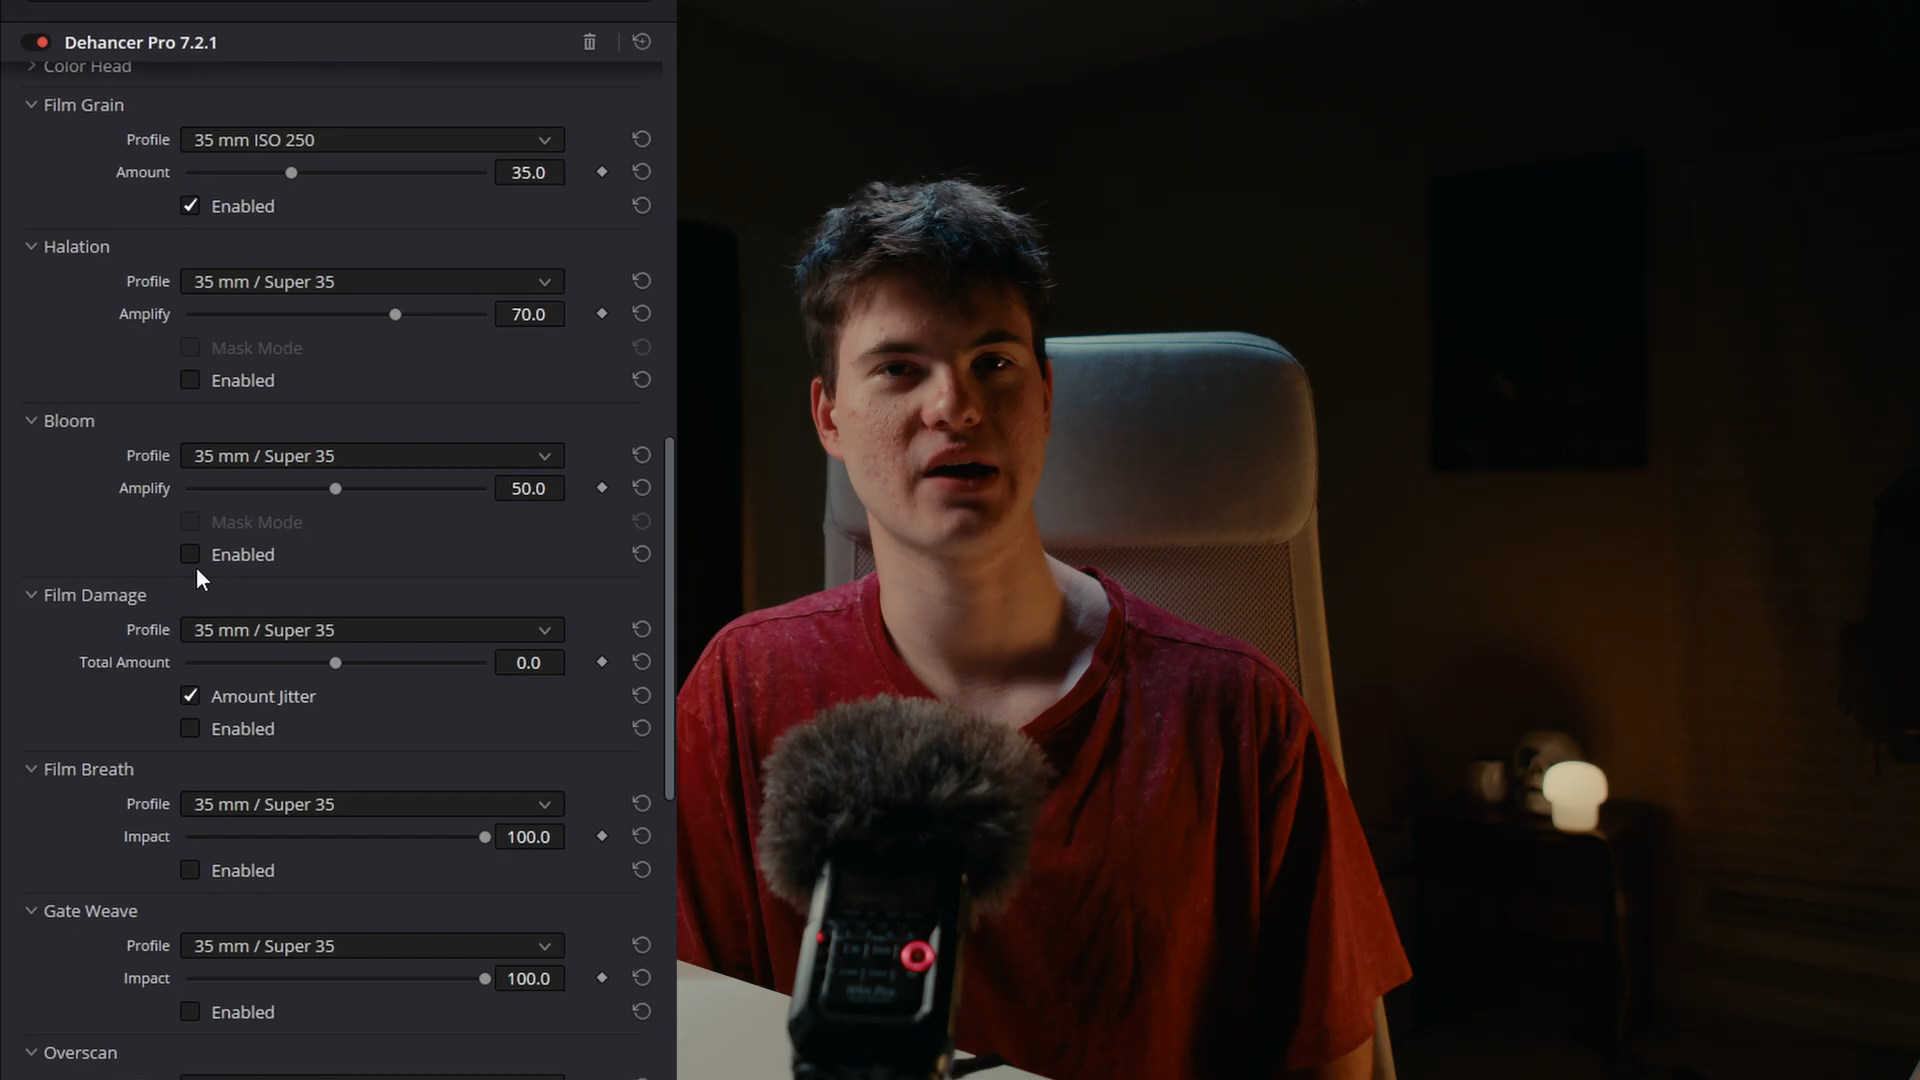 Dehancer Pro 7.2.1
Color Head
Film Grain
Profile 35 mm ISO 250
Amount 35.0
Enabled
Halation
Profile 35 mm / Super 35
Amplify 70.0
Mask Mode
Enabled
Bloom
Profile 35 mm / Super 35
Amplify 50.0
Mask Mode
Enabled
Film Damage
Profile 35 mm / Super 35
Total Amount 0.0
Amount Jitter
Enabled
Film Breath
Profile 35 mm / Super 35
Impact 100.0
Enabled
Gate Weave
Profile 35 mm / Super 35
Impact 100.0
Enabled
Overscan